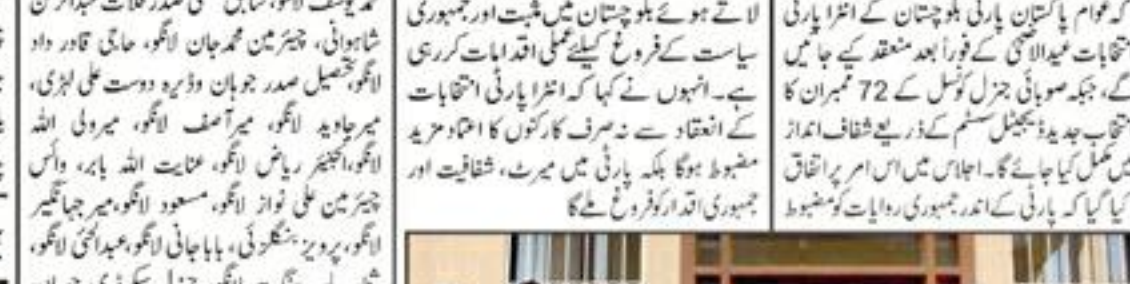 کہ عوام پاکستان پارٹی بلوچستان کے انٹرا پارٹی
انتخابات عیدالاضحیٰ کے فوراً بعد منعقد کیے جائیں
گے، جبکہ صوبائی جنرل کونسل کے 72 ممبران کا
انتخاب جدید ڈیجیٹل سسٹم کے ذریعے شفاف انداز
میں مکمل کیا جائے گا۔ اجلاس میں اس امر پر اتفاق
کیا گیا کہ پارٹی کے اندر جمہوری روایات کو مضبوط
لاتے ہوئے بلوچستان میں مثبت اور جمہوری
سیاست کے فروغ کیلئے عملی اقدامات کر رہی
ہے۔ انہوں نے کہا کہ انٹرا پارٹی انتخابات
کے انعقاد سے نہ صرف کارکنوں کا اعتماد مزید
مضبوط ہوگا بلکہ پارٹی میں میرٹ، شفافیت اور
جمہوری اقدار کو فروغ ملے گا
شاہوانی، چیئرمین محمد جان لانگو، حاجی قادر داد
لانگو، تحصیل صدر جوہان وڈیرہ دوست علی لہڑی،
میر جاوید لانگو، میر آصف لانگو، میر ولی اللہ
لانگو، انجینئر ریاض لانگو، عنایت اللہ بابر، وائس
چیئرمین علی نواز لانگو، مسعود لانگو، میر جہانگیر
لانگو، پرویز بنگلزئی، بابا جانی لانگو، عبدالحئی لانگو،